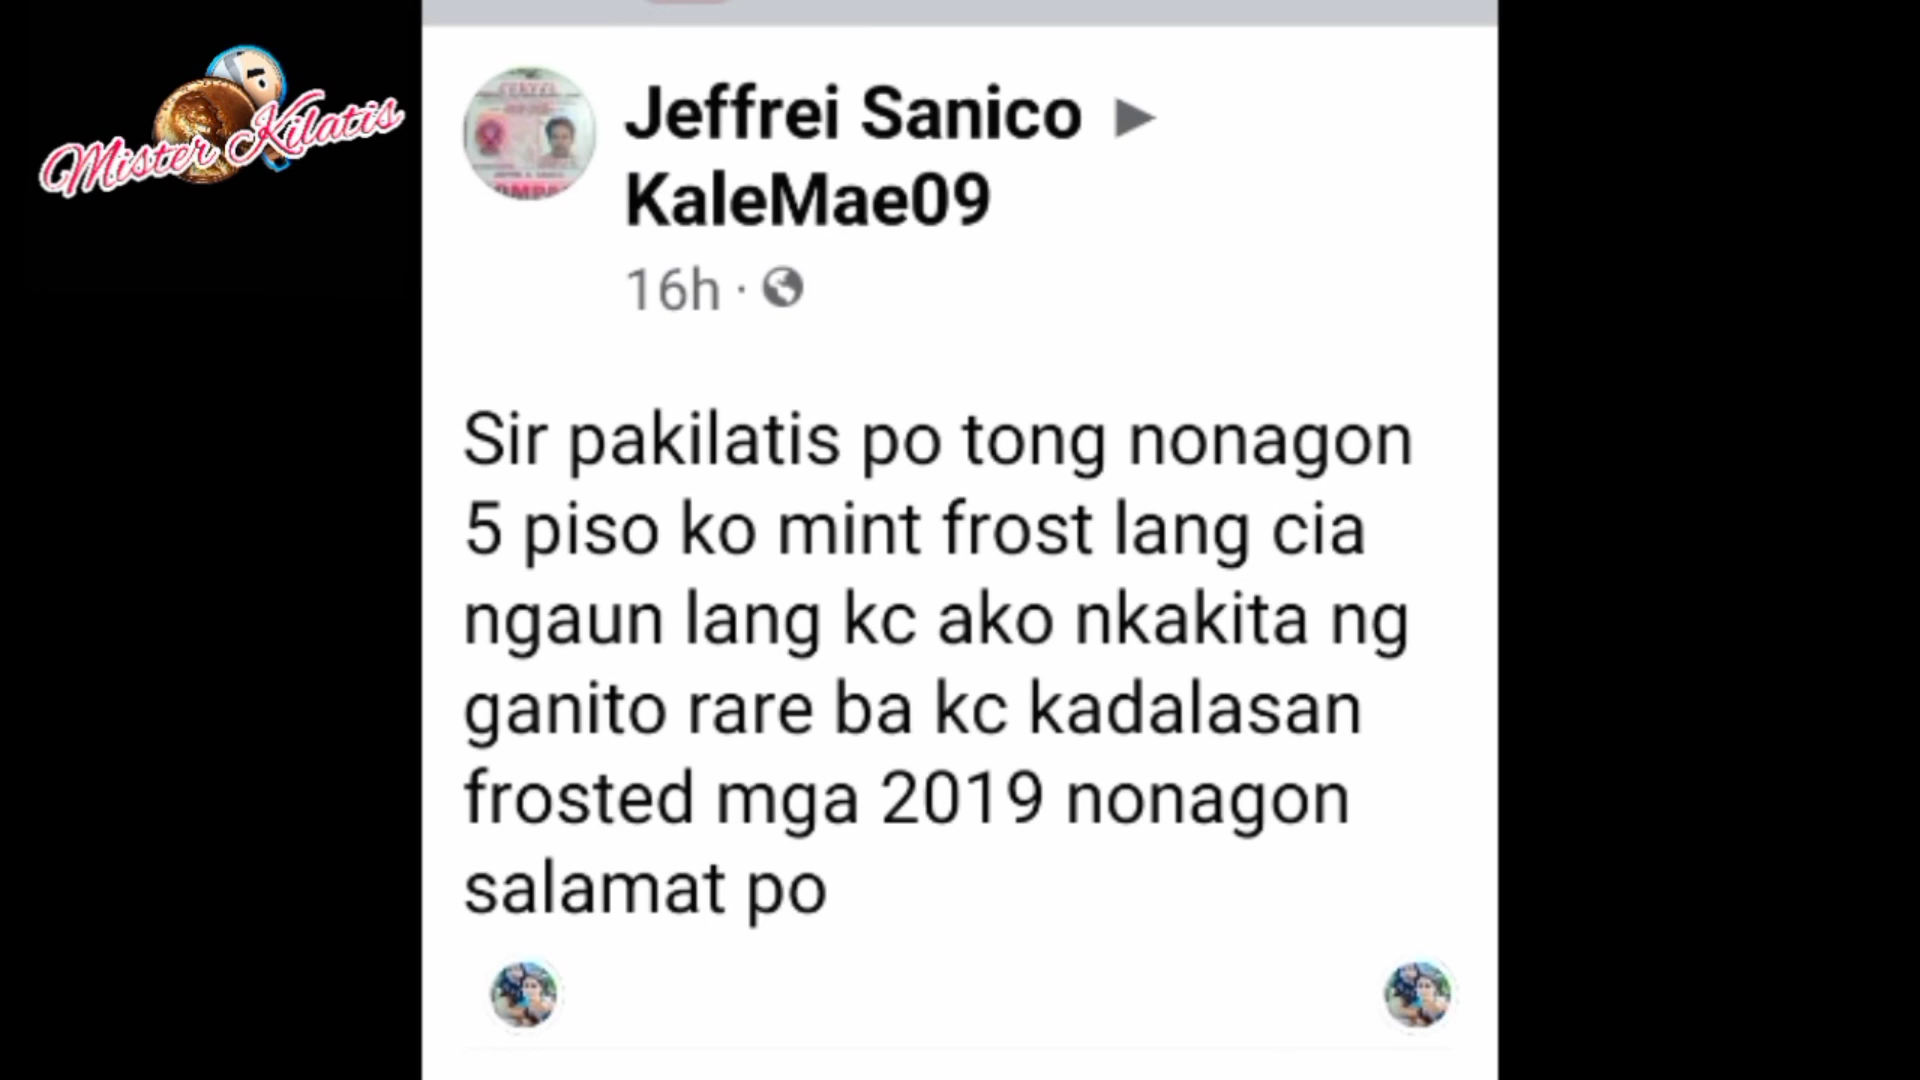 Mister Kilatis
Jeffrei Sanico ▶
KaleMae09
16h ·
Sir pakilatis po tong nonagon
5 piso ko mint frost lang cia
ngaun lang kc ako nkakita ng
ganito rare ba kc kadalasan
frosted mga 2019 nonagon
salamat po